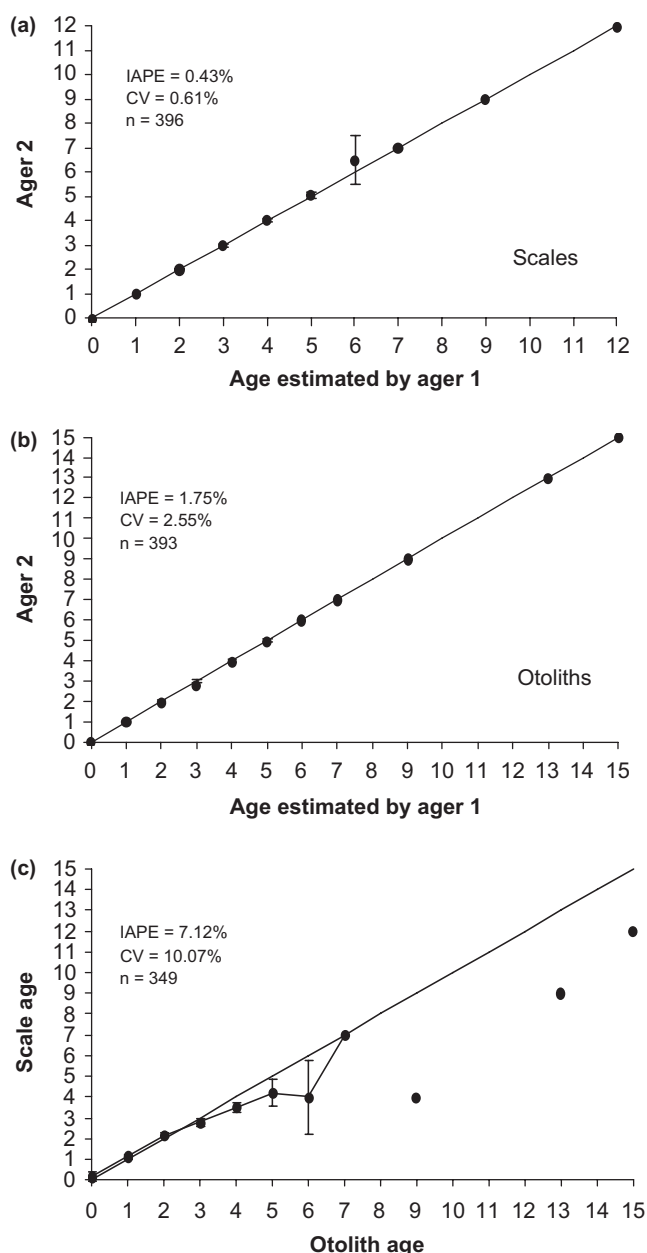 (a)
12
11
10
9
8
7
6
5
4
3
2
1
0
Ager 2
IAPE = 0.43%
CV = 0.61%
n = 396
Scales
0 1 2 3 4 5 6 7 8 9 10 11 12
Age estimated by ager 1
(b)
15
14
13
12
11
10
9
8
7
6
5
4
3
2
1
0
Ager 2
IAPE = 1.75%
CV = 2.55%
n = 393
Otoliths
0 1 2 3 4 5 6 7 8 9 10 11 12 13 14 15
Age estimated by ager 1
(c)
15
14
13
12
11
10
9
8
7
6
5
4
3
2
1
0
Scale age
IAPE = 7.12%
CV = 10.07%
n = 349
0 1 2 3 4 5 6 7 8 9 10 11 12 13 14 15
Otolith age